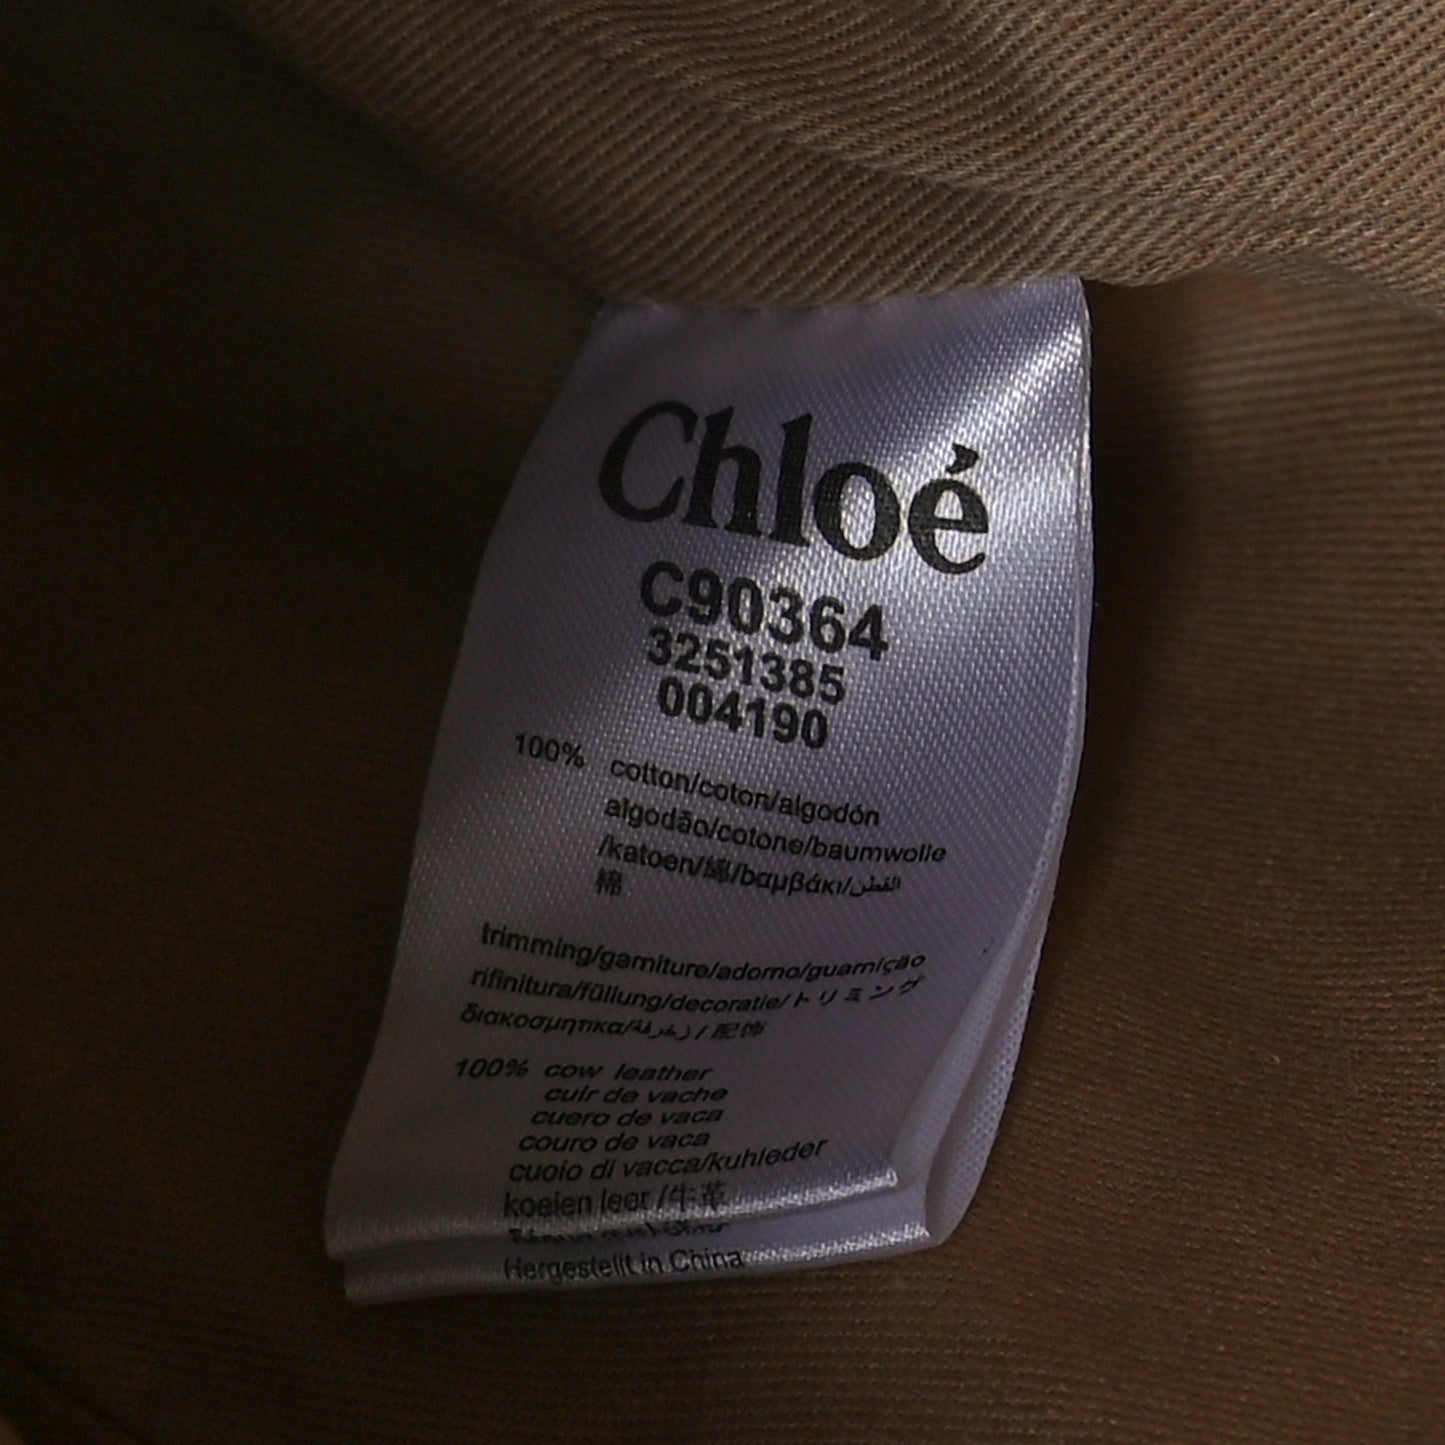 Chloé
C90364
3251385
004190
100% cotton/coton/algodón
algodão/cotone/baumwolle
/katoen/綿/βαμβάκι/القطن
棉
trimming/garniture/adorno/guarnição
rifinitura/füllung/decoratie/トリミング
διακοσμητικα/زخرفة/配饰
100% cow leather
cuir de vache
cuero de vaca
couro de vaca
cuoio di vacca/kuhleder
koeien leer/牛革
Hergestellt in China